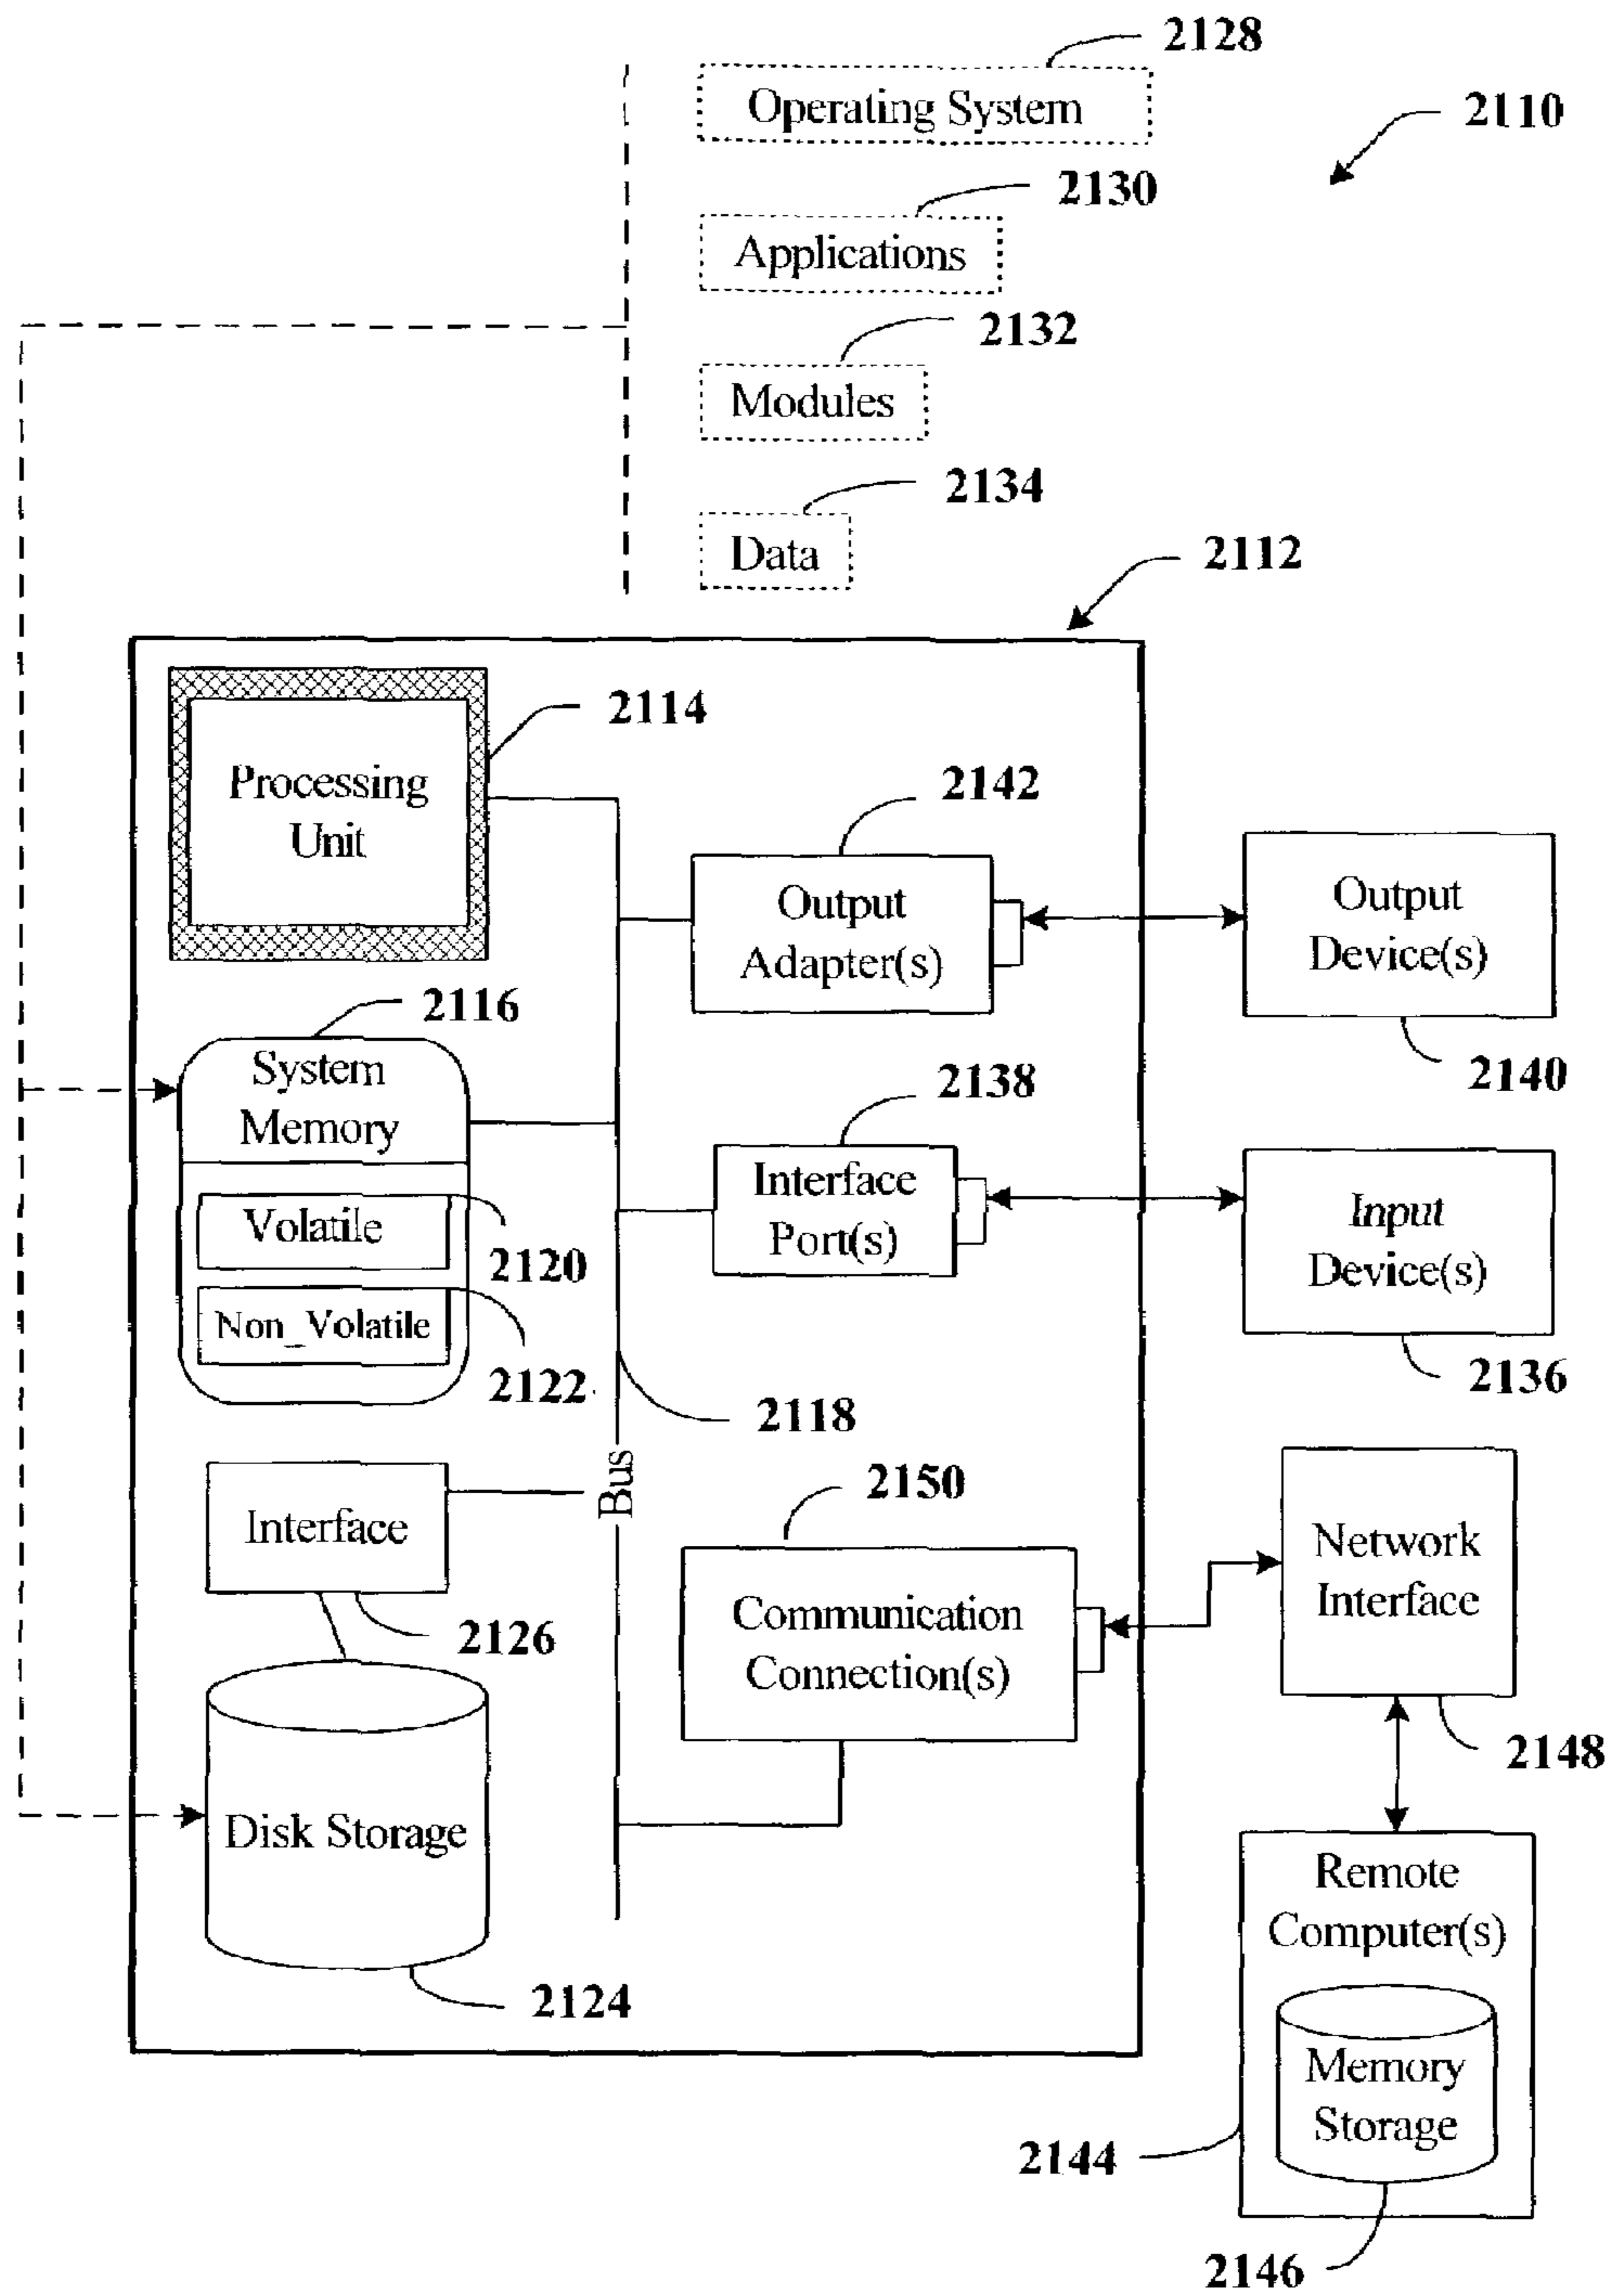 2128
Operating System
2110
2130
Applications
2132
Modules
2134
Data
2112
2114
Processing
Unit
2142
Output
Adapter(s)
Output
Device(s)
2140
2116
System
Memory
2138
Interface
Port(s)
Input
Device(s)
2136
Volatile
2120
Non_Volatile
2122
2118
Bus
2150
Interface
2126
Communication
Connection(s)
Network
Interface
2148
Disk Storage
2124
Remote
Computer(s)
Memory
Storage
2144
2146